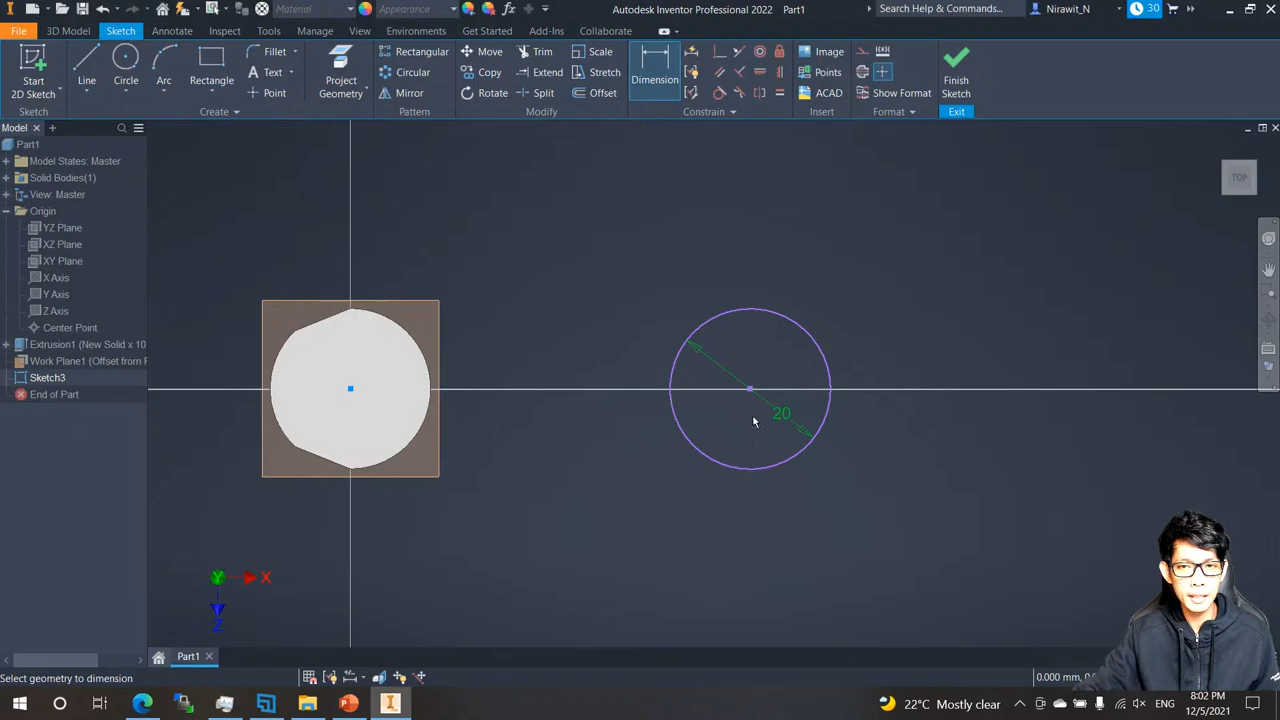 Material
Appearance
fx
Autodesk Inventor Professional 2022 Part1
Search Help & Commands...
Nirawit_N
30
File
3D Model
Sketch
Annotate
Inspect
Tools
Manage
View
Environments
Get Started
Add-Ins
Collaborate
Fillet
Rectangular
Move
Trim
Scale
Image
Text
Circular
Copy
Extend
Stretch
Points
Start
2D Sketch
Line
Circle
Arc
Rectangle
Point
Project
Geometry
Mirror
Rotate
Split
Offset
Dimension
ACAD
Show Format
Finish
Sketch
Sketch
Create
Pattern
Modify
Constrain
Insert
Format
Exit
Model
Part1
Model States: Master
Solid Bodies(1)
View: Master
Origin
YZ Plane
XZ Plane
XY Plane
X Axis
Y Axis
Z Axis
Center Point
Extrusion1 (New Solid x 10
Work Plane1 (Offset from F
Sketch3
End of Part
TOP
20
Y
X
Z
Part1
Select geometry to dimension
0.000 mm,
22°C Mostly clear
ENG
8:02 PM
12/5/2021